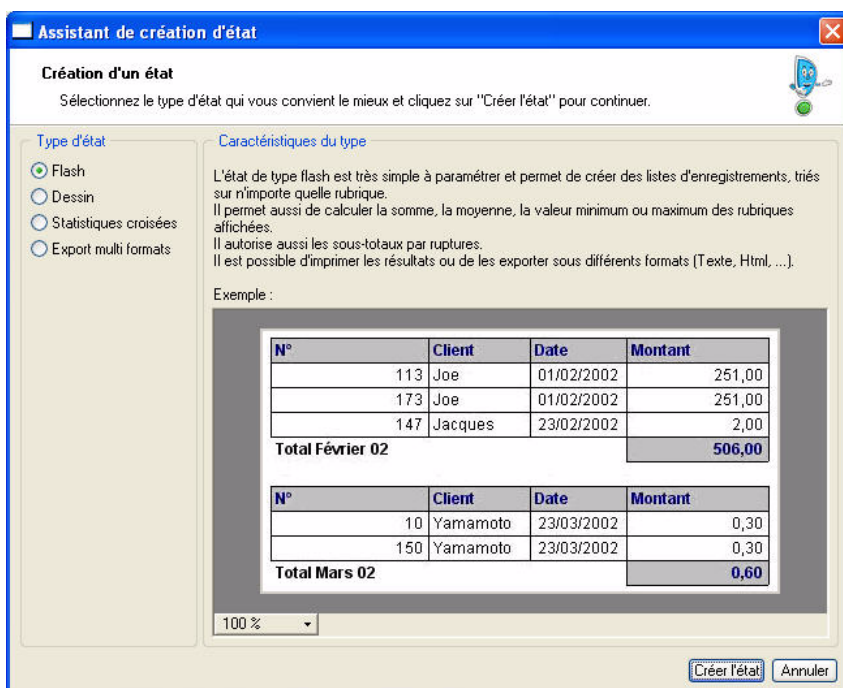 Assistant de création d'état
Création d'un état
Sélectionnez le type d'état qui vous convient le mieux et cliquez sur "Créer l'état" pour continuer.
Type d'état
Flash
Dessin
Statistiques croisées
Export multi formats
Caractéristiques du type
L'état de type flash est très simple à paramétrer et permet de créer des listes d'enregistrements, triés
sur n'importe quelle rubrique.
Il permet aussi de calculer la somme, la moyenne, la valeur minimum ou maximum des rubriques
affichées.
Il autorise aussi les sous-totaux par ruptures.
Il est possible d'imprimer les résultats ou de les exporter sous différents formats (Texte, Html, ...).
Exemple :
N° Client Date Montant
113 Joe 01/02/2002 251,00
173 Joe 01/02/2002 251,00
147 Jacques 23/02/2002 2,00
Total Février 02 506,00
N° Client Date Montant
10 Yamamoto 23/03/2002 0,30
150 Yamamoto 23/03/2002 0,30
Total Mars 02 0,60
100 %
Créer l'état Annuler